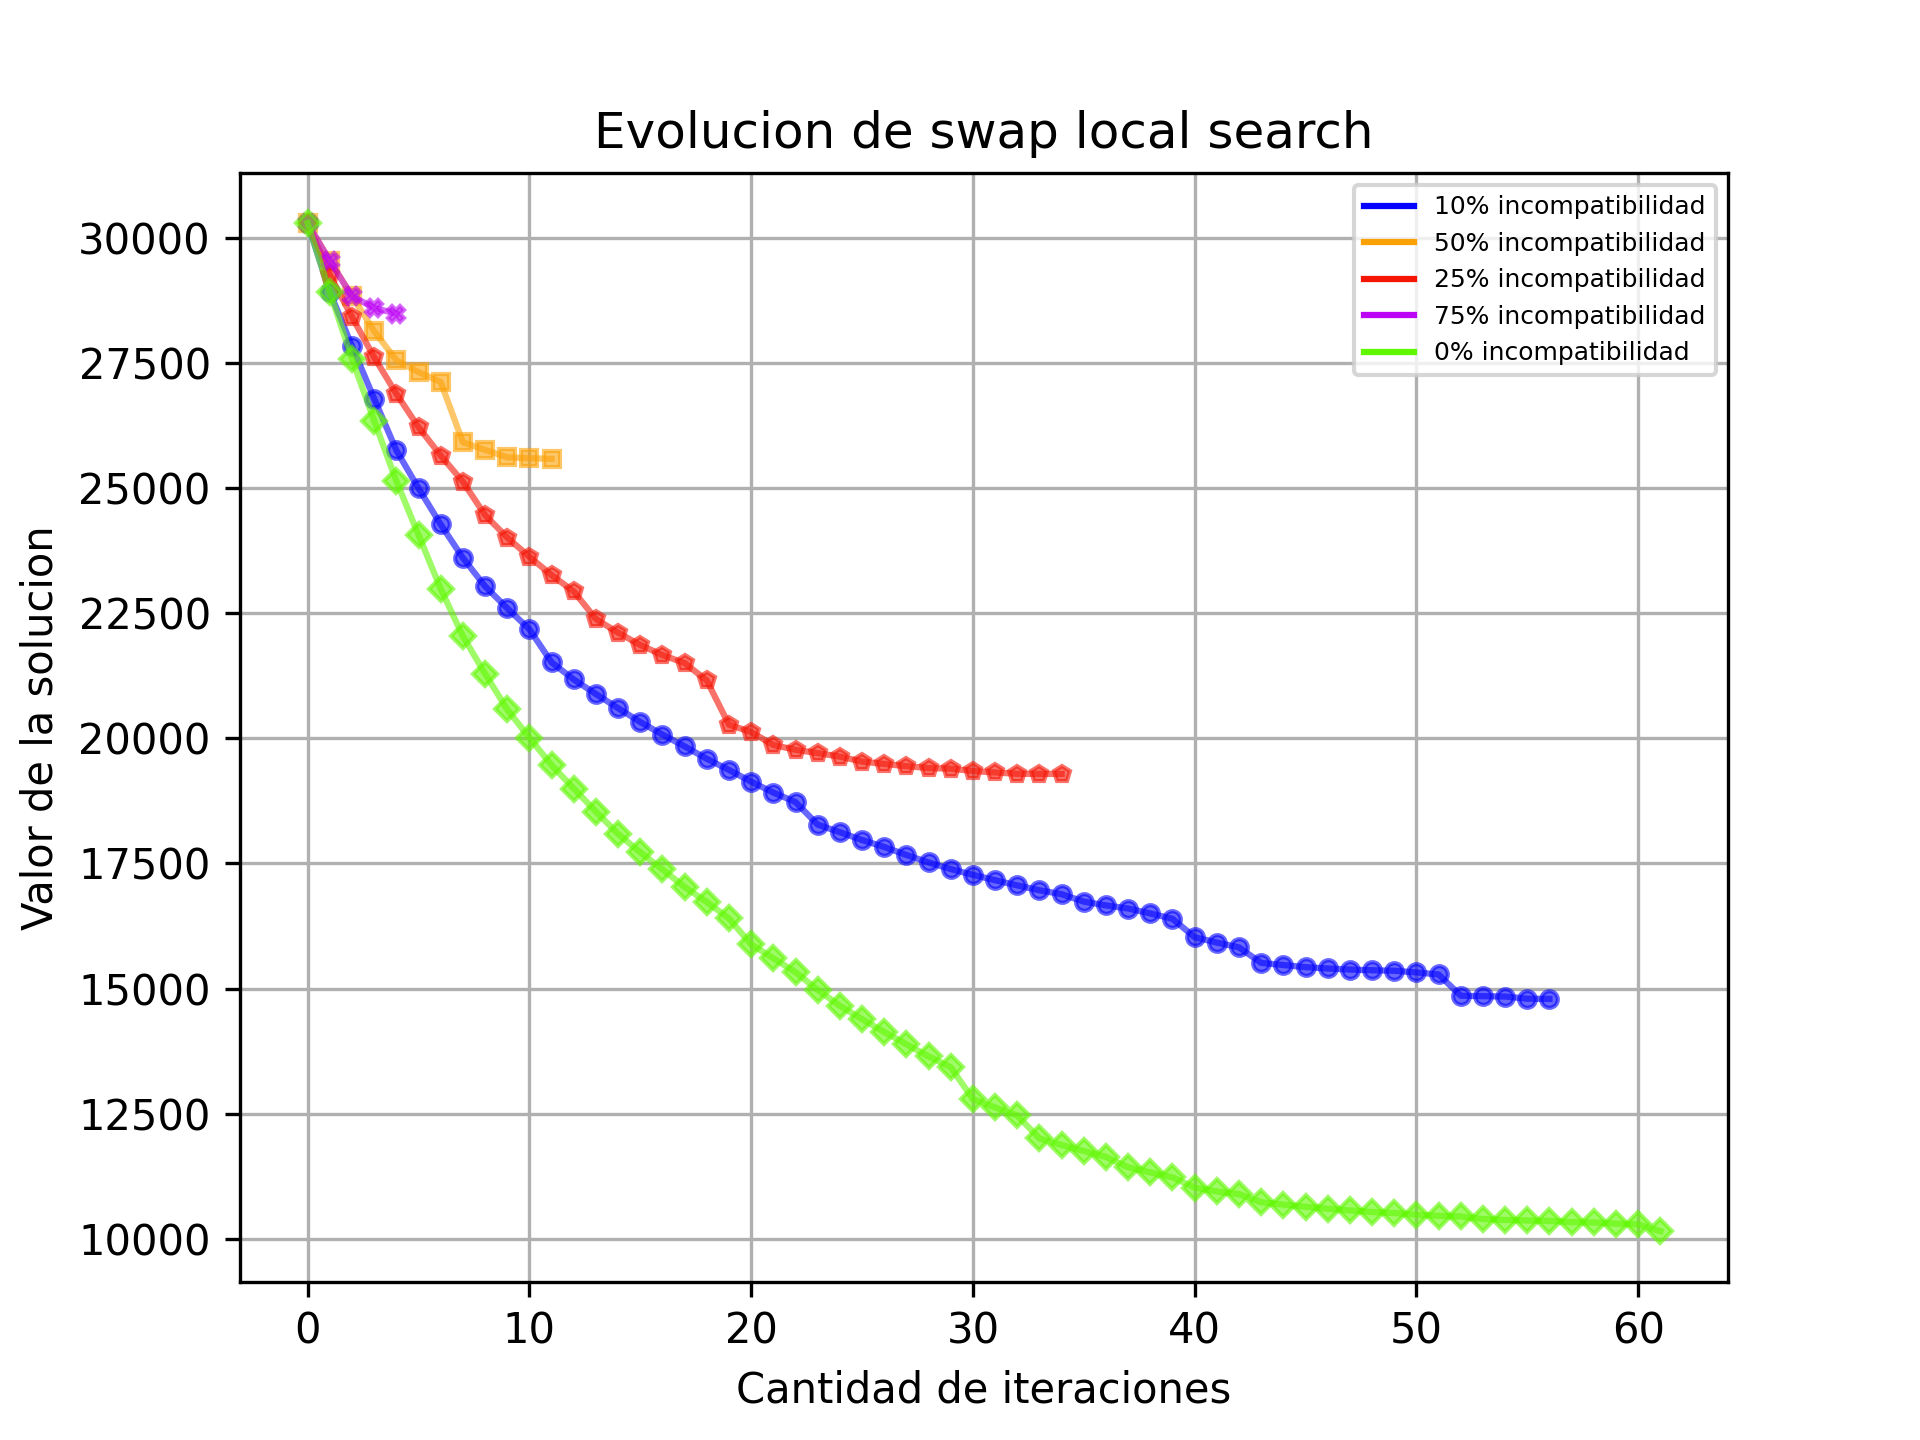 Evolucion de swap local search
10% incompatibilidad
50% incompatibilidad
25% incompatibilidad
75% incompatibilidad
0% incompatibilidad
Valor de la solucion
30000
27500
25000
22500
20000
17500
15000
12500
10000
0 10 20 30 40 50 60
Cantidad de iteraciones